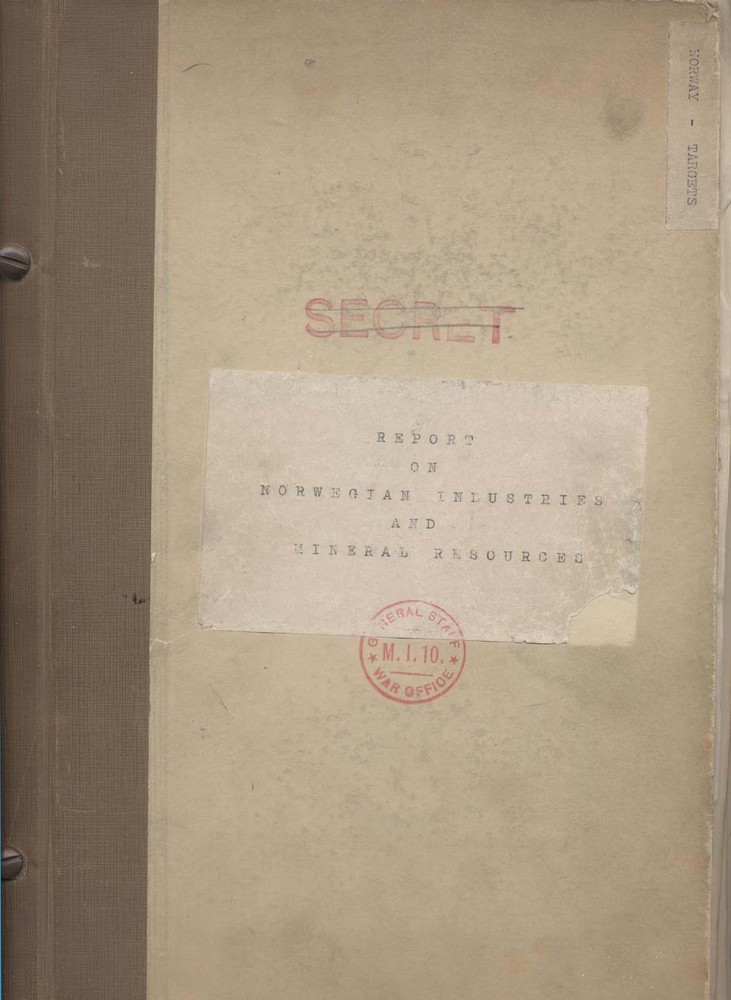 NORWAY - TARGETS
SECRET
REPORT
ON
NORWEGIAN INDUSTRIES
AND
MINERAL RESOURCES
GENERAL STAFF
M.I.10.
WAR OFFICE